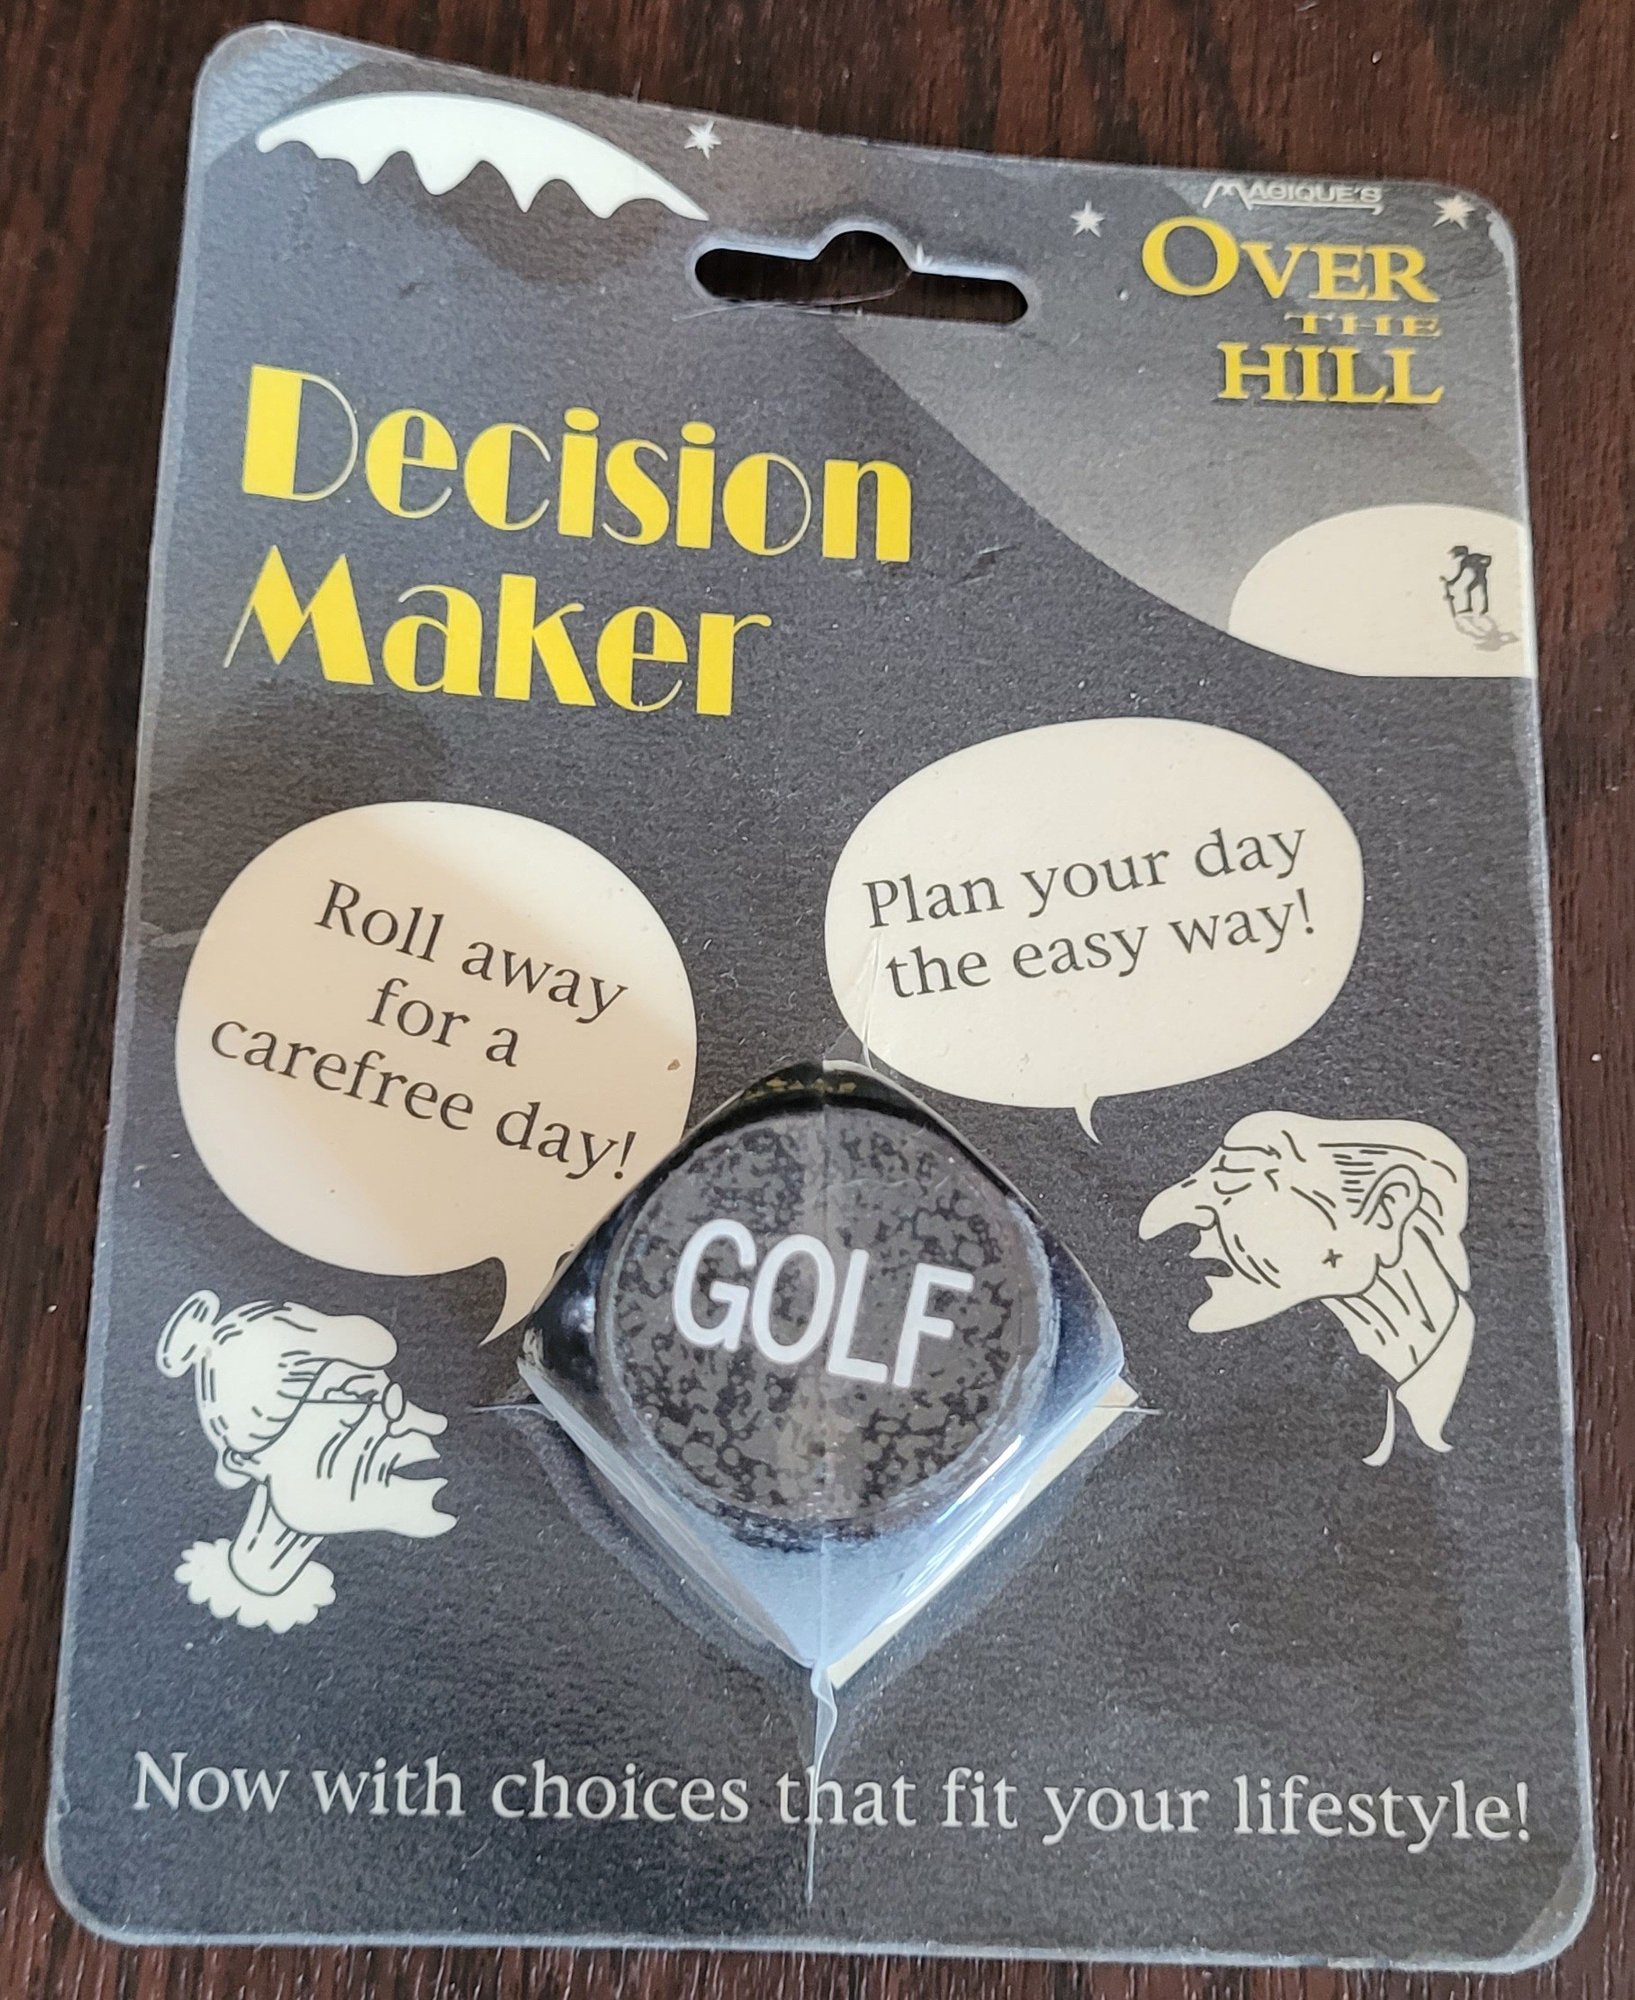 MAGIQUE'S
OVER
THE
HILL
Decision
Maker
Plan your day
the easy way!
Roll away
for a
carefree day!
GOLF
Now with choices that fit your lifestyle!